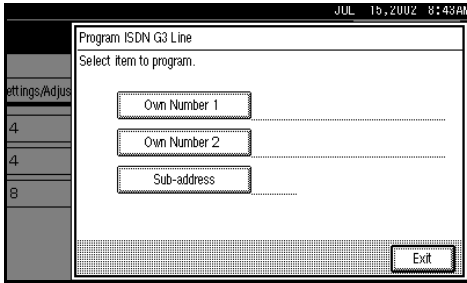 JUL 15,2002 8:43AM
Program ISDN G3 Line
Select item to program.
ettings/Adjus
Own Number 1
4
Own Number 2
4
Sub-address
8
Exit